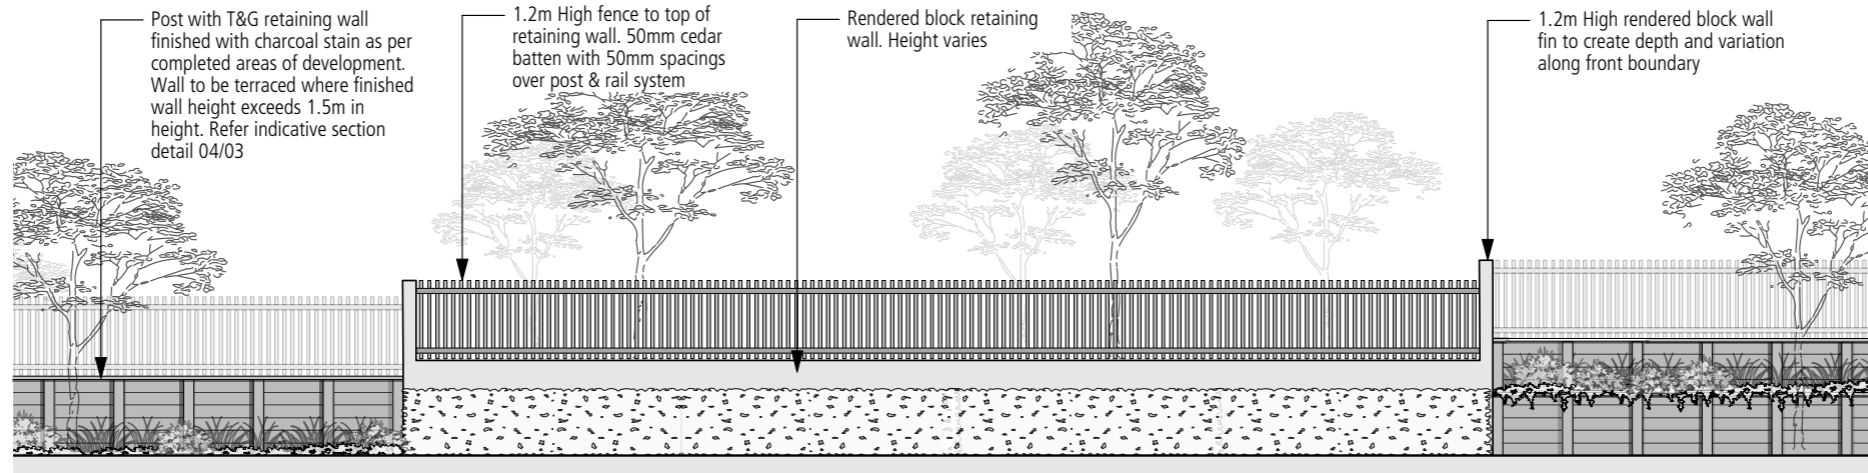 Post with T&G retaining wall
finished with charcoal stain as per
completed areas of development.
Wall to be terraced where finished
wall height exceeds 1.5m in
height. Refer indicative section
detail 04/03
1.2m High fence to top of
retaining wall. 50mm cedar
batten with 50mm spacings
over post & rail system
Rendered block retaining
wall. Height varies
1.2m High rendered block wall
fin to create depth and variation
along front boundary